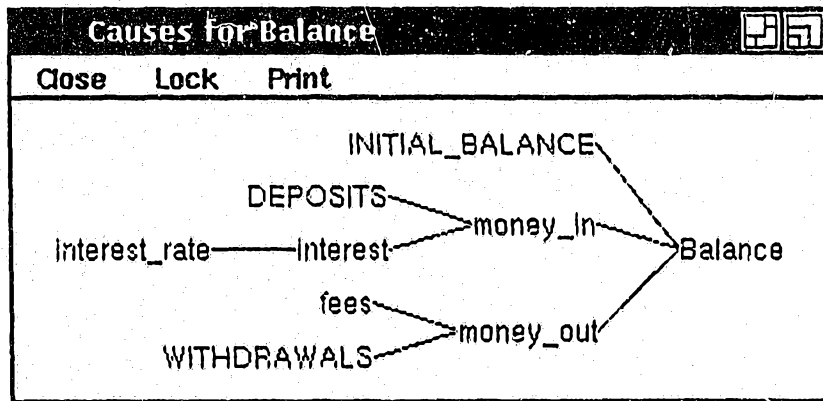 Causes for Balance
Close Lock Print
INITIAL_BALANCE
DEPOSITS
money_in
interest_rate interest Balance
fees
money_out
WITHDRAWALS